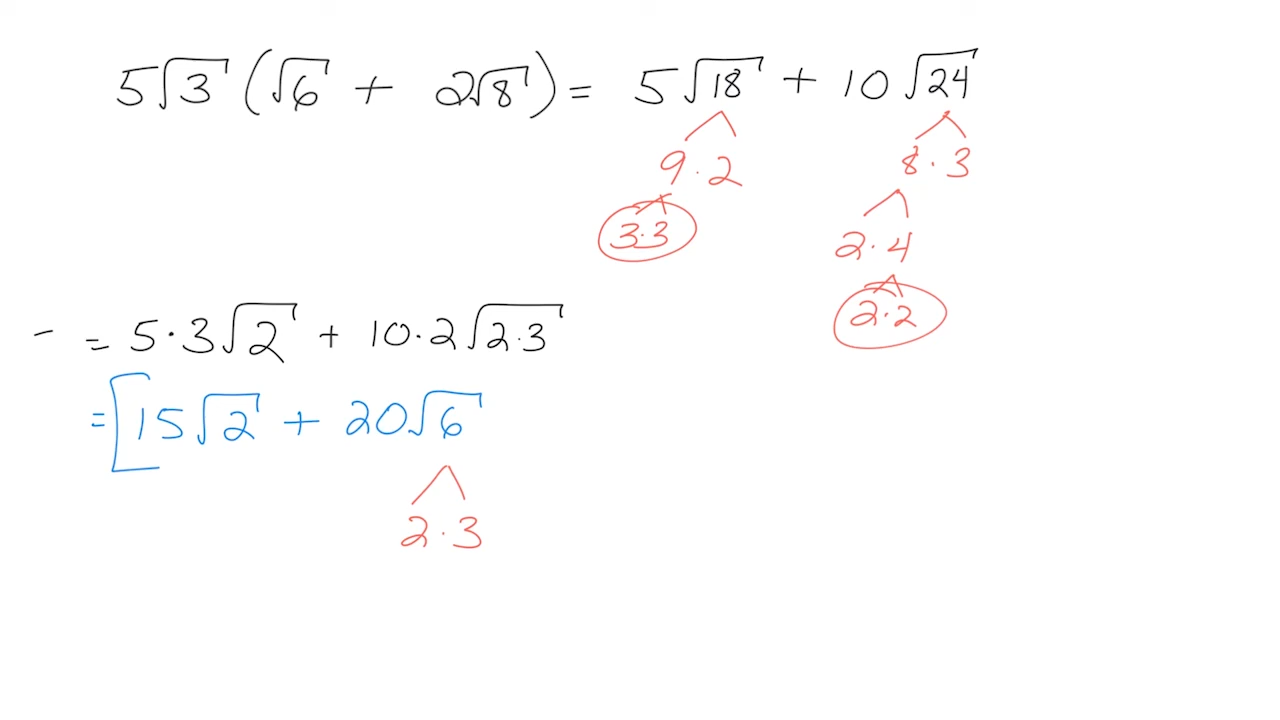 5√3 (√6 + 2√8) = 5√18 + 10√24
9·2 8·3
3·3 2·4
2·2
= 5·3√2 + 10·2√2·3
= [15√2 + 20√6
2·3